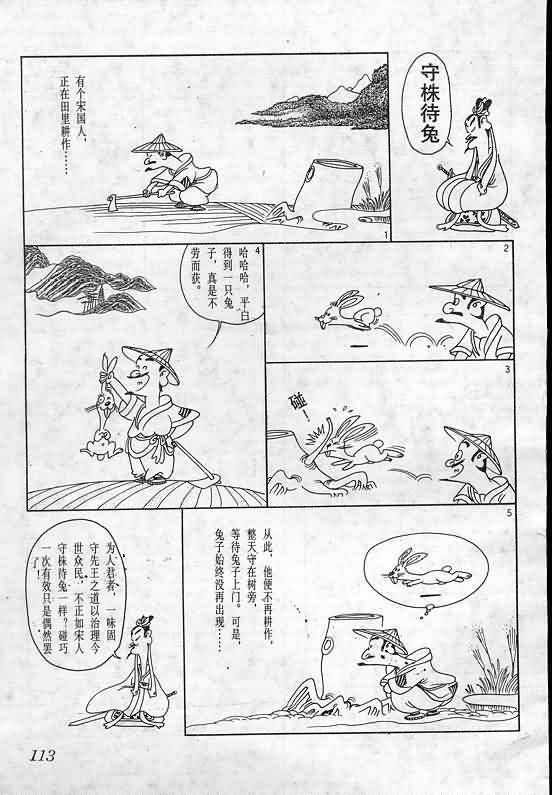 守株待兔
有个宋国人，
正在田里耕作……
1
2
3
碰！
哈哈哈，平白
得到一只兔
子，真是不
劳而获。
4
从此，他便不再耕作，
整天守在树旁，
等待兔子上门。可是，
兔子始终没再
出现……
5
为人君者，一味固
守先王之道以治理今
世众民，不正如宋人
守株待兔一样？碰巧
一次有效只是偶然罢
了！
113